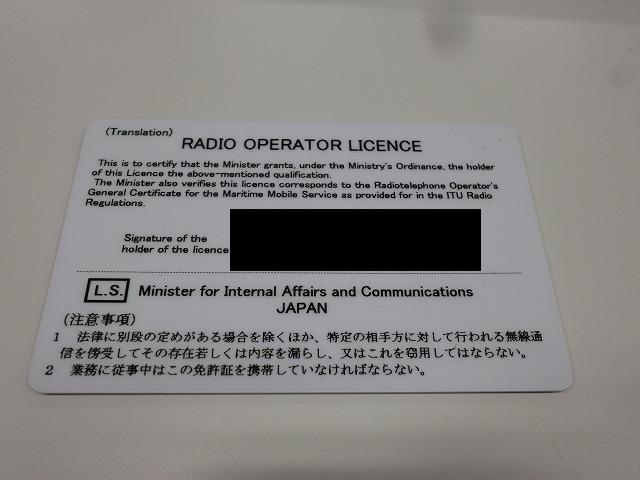 (Translation)
RADIO OPERATOR LICENCE
This is to certify that the Minister grants, under the Ministry's Ordinance, the holder
of this Licence the above-mentioned qualification.
The Minister also verifies this licence corresponds to the Radiotelephone Operator's
General Certificate for the Maritime Mobile Service as provided for in the ITU Radio
Regulations.
Signature of the
holder of the licence
L.S. Minister for Internal Affairs and Communications
JAPAN
(注意事項)
1 法律に別段の定めがある場合を除くほか、特定の相手方に対して行われる無線通
信を傍受してその存在若しくは内容を漏らし、又はこれを窃用してはならない。
2 業務に従事中はこの免許証を携帯していなければならない。